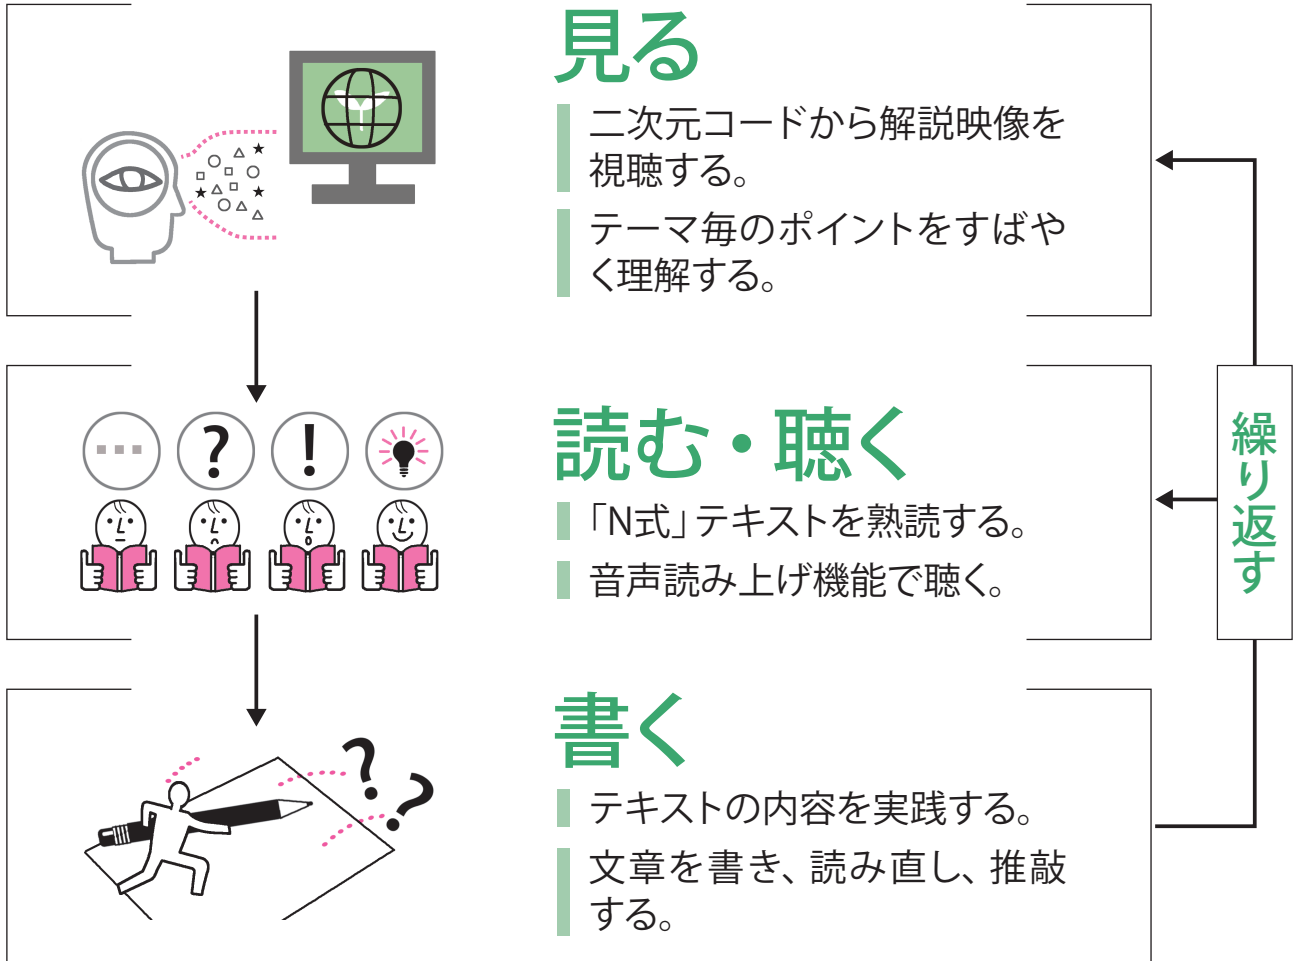 見る
二次元コードから解説映像を
視聴する。
テーマ毎のポイントをすばや
く理解する。
読む・聴く
「N式」テキストを熟読する。
音声読み上げ機能で聴く。
書く
テキストの内容を実践する。
文章を書き、読み直し、推敲
する。
繰り返す